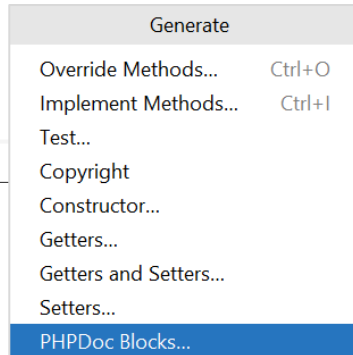 Generate
Override Methods... Ctrl+O
Implement Methods... Ctrl+I
Test...
Copyright
Constructor...
Getters...
Getters and Setters...
Setters...
PHPDoc Blocks...